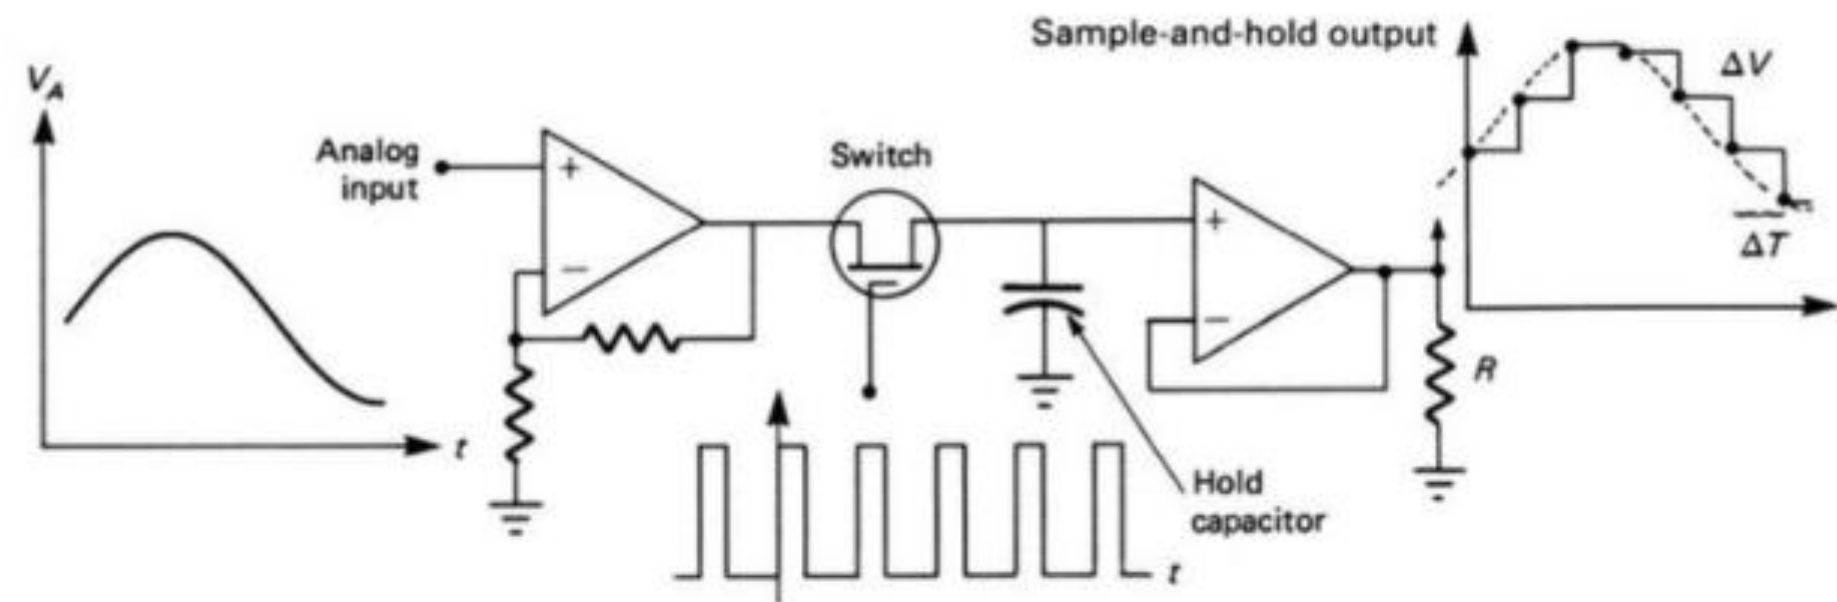 Sample-and-hold output
V_A
ΔV
Analog
input
+
−
Switch
+
−
ΔT
R
t
Hold
capacitor
t